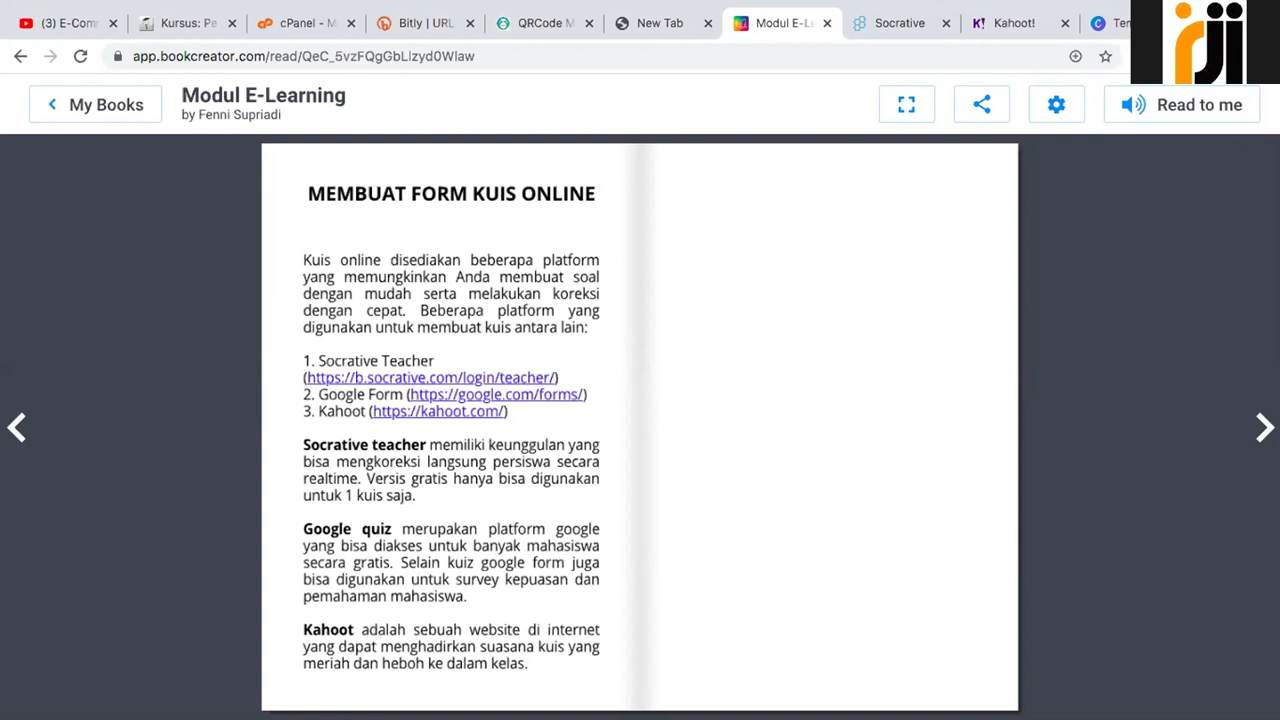 (3) E-Com
Kursus: Pe
cPanel - M
Bitly | URL
QRCode M
New Tab
Modul E-L
Socrative
Kahoot!
Ten
app.bookcreator.com/read/QeC_5vzFQgGbLlzyd0Wlaw
My Books
Modul E-Learning
by Fenni Supriadi
Read to me
rji
MEMBUAT FORM KUIS ONLINE
Kuis online disediakan beberapa platform
yang memungkinkan Anda membuat soal
dengan mudah serta melakukan koreksi
dengan cepat. Beberapa platform yang
digunakan untuk membuat kuis antara lain:
1. Socrative Teacher
(https://b.socrative.com/login/teacher/)
2. Google Form (https://google.com/forms/)
3. Kahoot (https://kahoot.com/)
Socrative teacher memiliki keunggulan yang
bisa mengkoreksi langsung persiswa secara
realtime. Versis gratis hanya bisa digunakan
untuk 1 kuis saja.
Google quiz merupakan platform google
yang bisa diakses untuk banyak mahasiswa
secara gratis. Selain kuiz google form juga
bisa digunakan untuk survey kepuasan dan
pemahaman mahasiswa.
Kahoot adalah sebuah website di internet
yang dapat menghadirkan suasana kuis yang
meriah dan heboh ke dalam kelas.